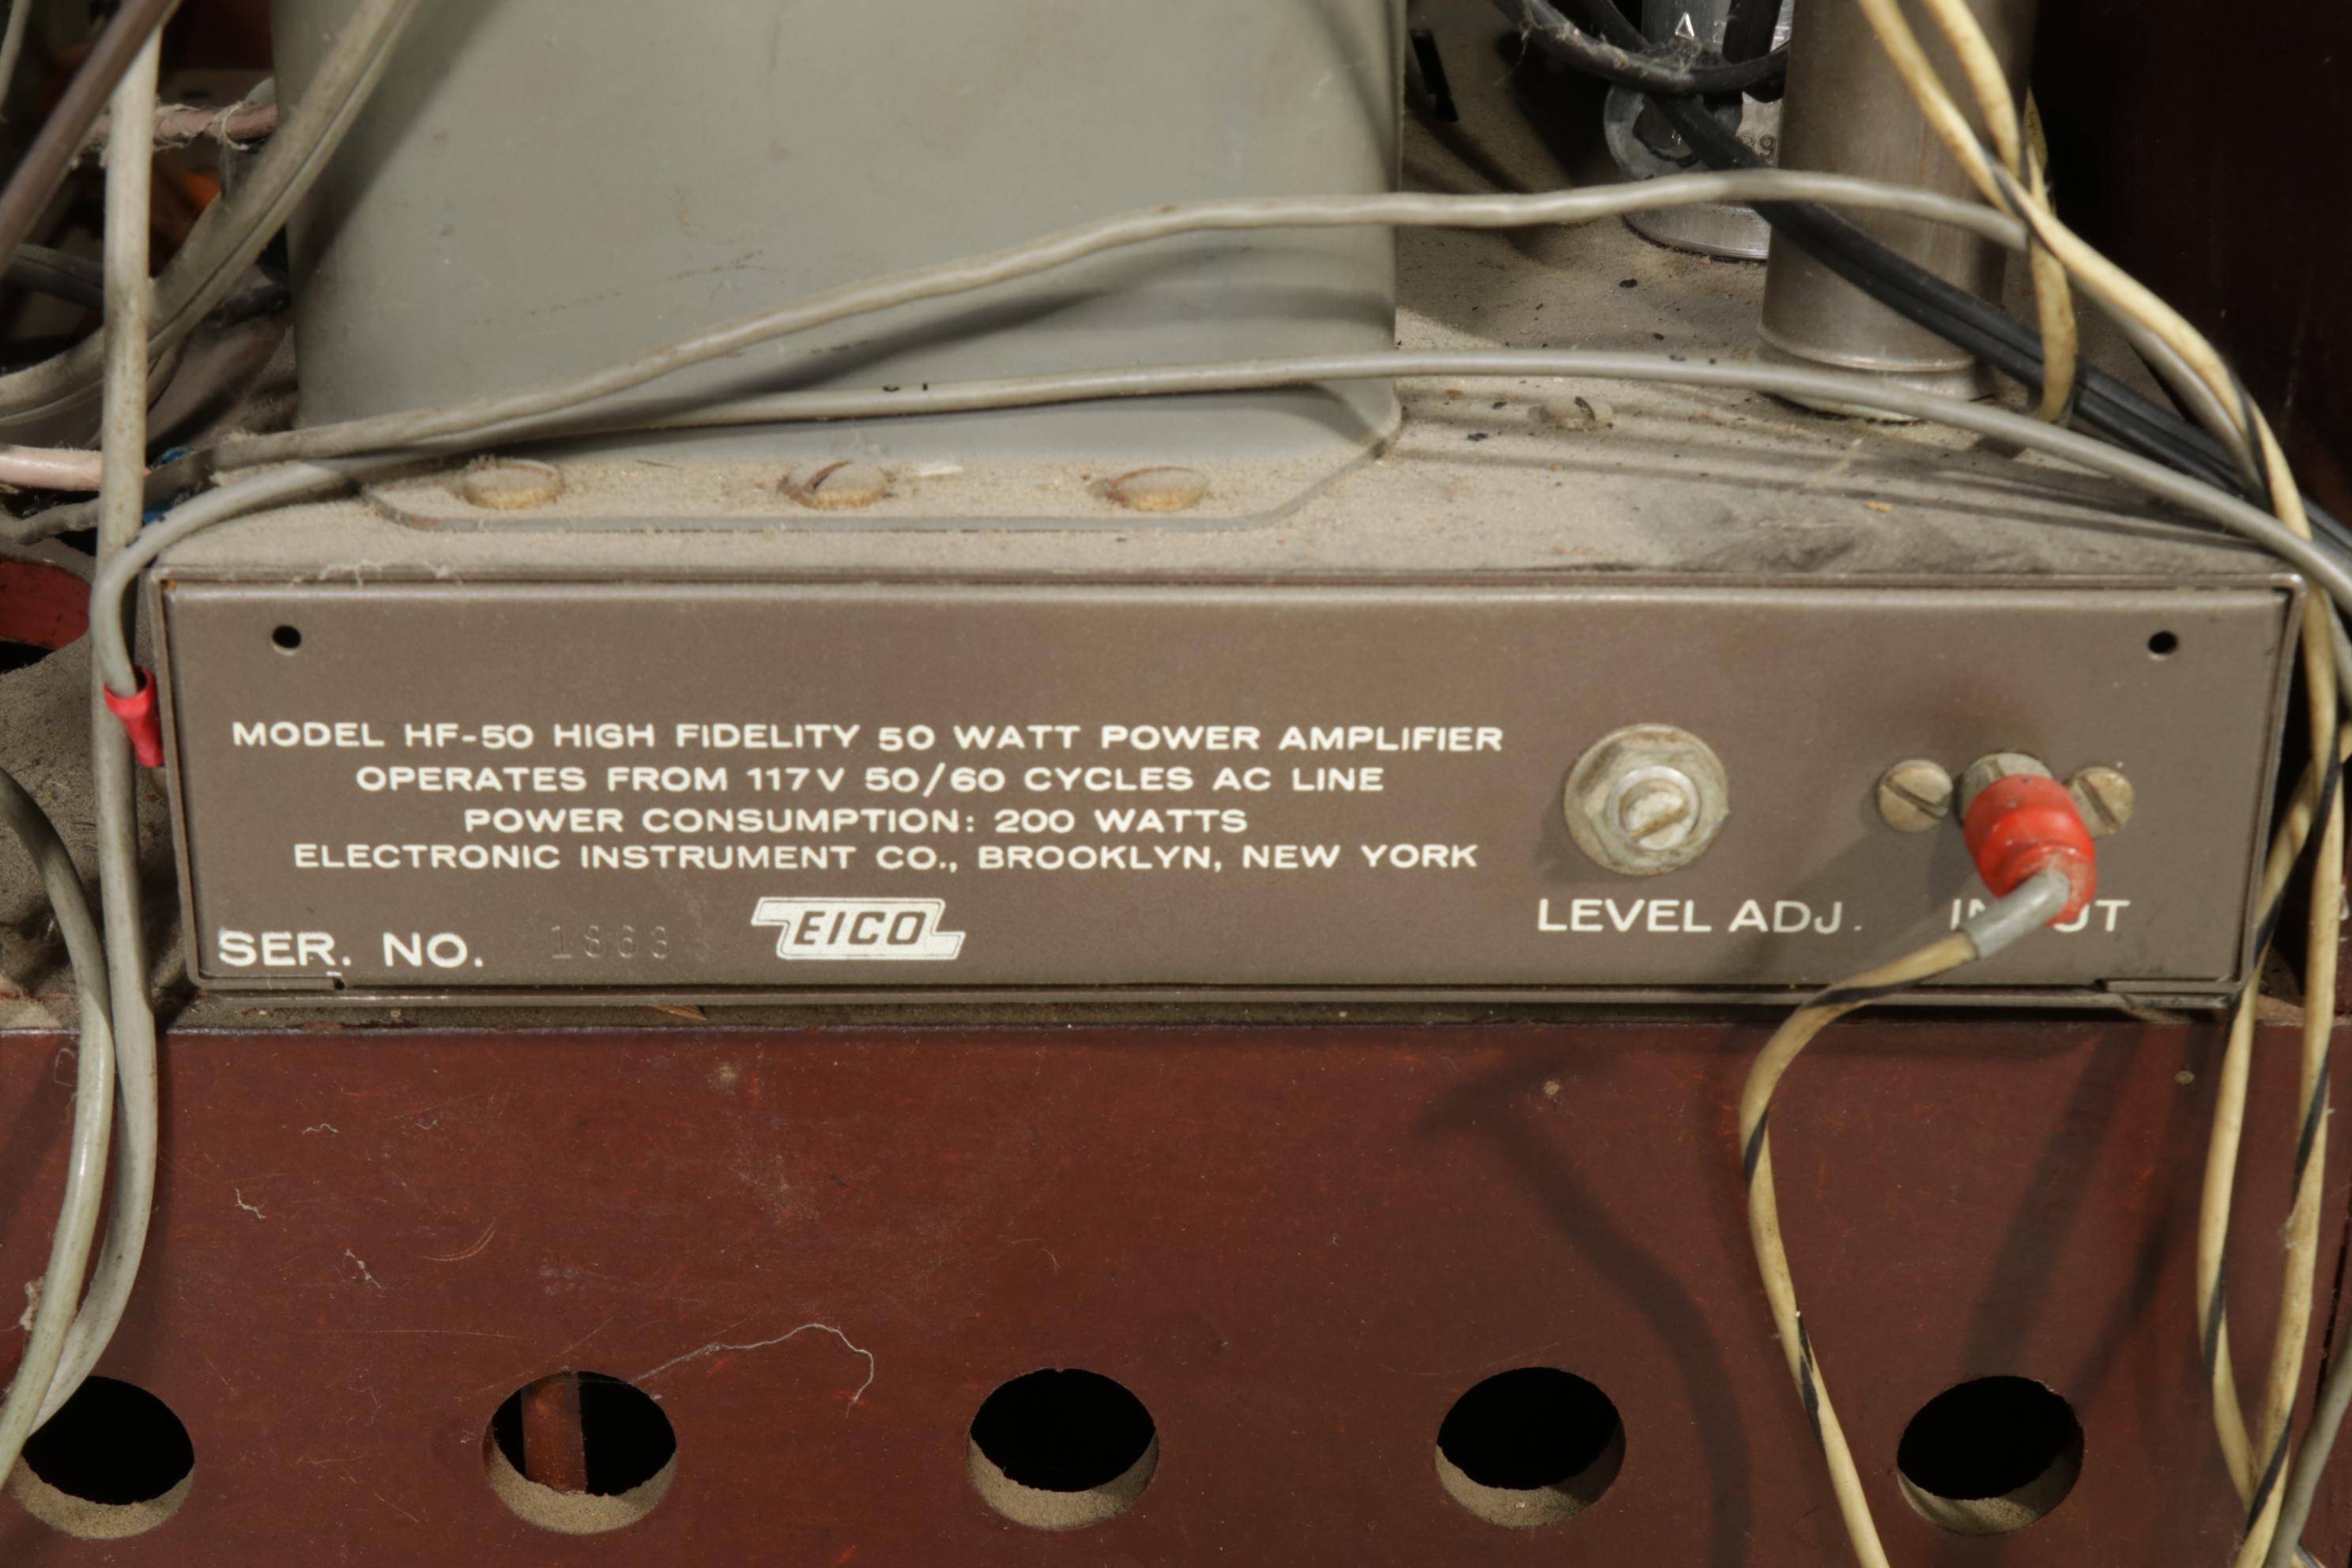 MODEL HF-50 HIGH FIDELITY 50 WATT POWER AMPLIFIER
OPERATES FROM 117V 50/60 CYCLES AC LINE
POWER CONSUMPTION: 200 WATTS
ELECTRONIC INSTRUMENT CO., BROOKLYN, NEW YORK
SER. NO. 1863 EICO
LEVEL ADJ.